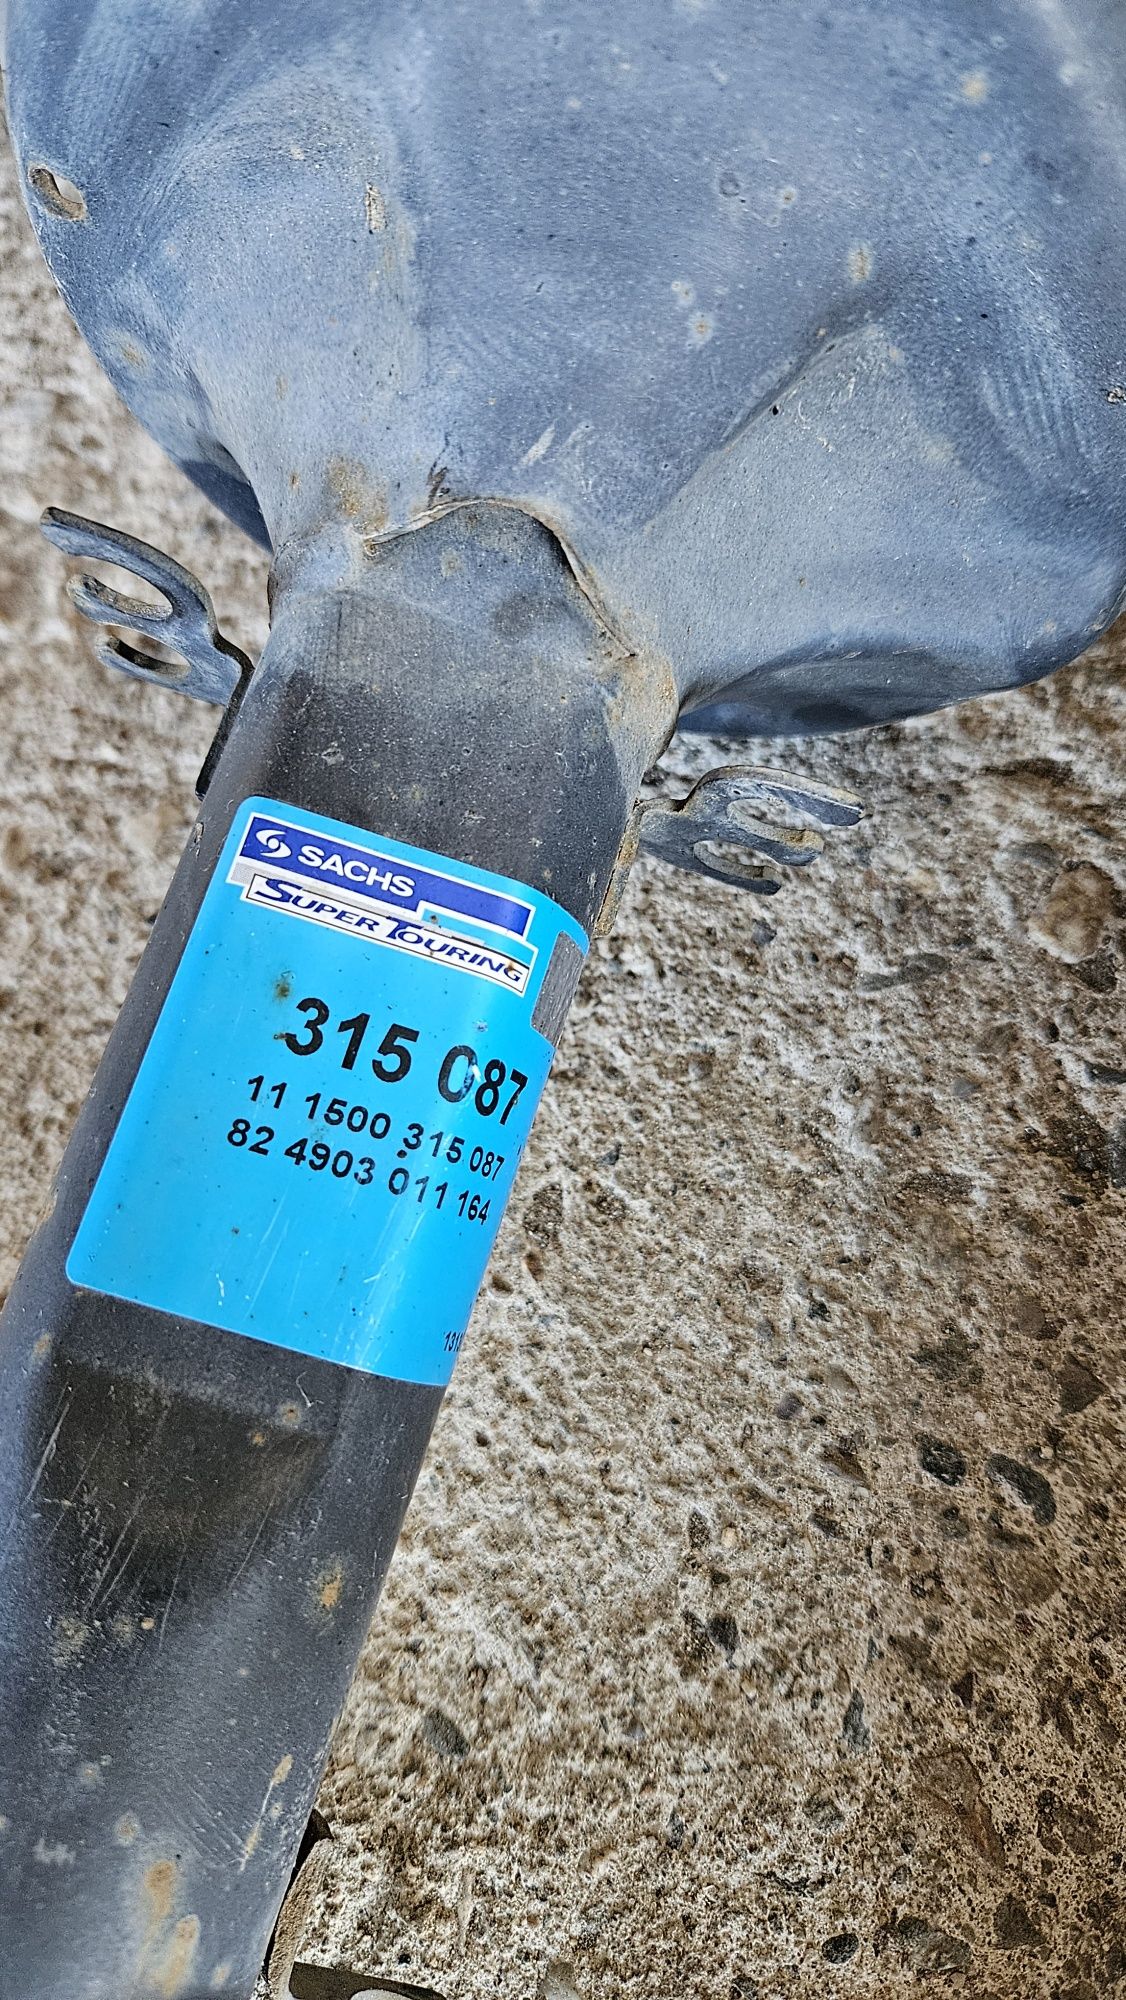 SACHS
SUPER TOURING
315 087
11 1500 315 087
82 4903 011 164